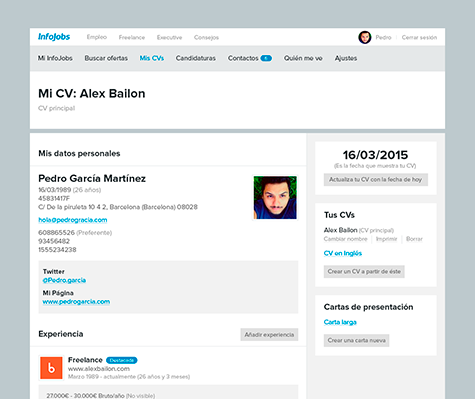 InfoJobs Empleo Freelance Executive Consejos Pedro Cerrar sesión
Mi InfoJobs Buscar ofertas Mis CVs Candidaturas Contactos 6 Quién me ve Ajustes
Mi CV: Alex Bailon
CV principal
Mis datos personales
Pedro García Martínez
16/03/1989 (26 años)
45831417F
C/ De la piruleta 10 4 2, Barcelona (Barcelona) 08028
hola@pedrogracia.com
608865526 (Preferente)
93456482
1555234238
Twitter
@Pedro.garcia
Mi Página
www.pedrogarcia.com
Experiencia
Añadir experiencia
Freelance Destacada
www.alexbailon.com
Marzo 1989 - actualmente (26 años y 3 meses)
27.000€ - 30.000€ Bruto/año (No visible)
16/03/2015
(Es la fecha que muestra tu CV)
Actualiza tu CV con la fecha de hoy
Tus CVs
Alex Bailon (CV principal)
Cambiar nombre Imprimir Borrar
CV en Inglés
Crear un CV a partir de éste
Cartas de presentación
Carta larga
Crear una carta nueva